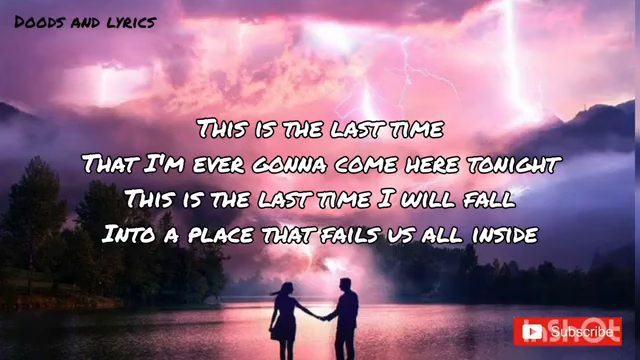 Doods and lyrics
This is the last time
That I'm ever gonna come here tonight
This is the last time I will fall
Into a place that fails us all inside
Subscribe
InShOt